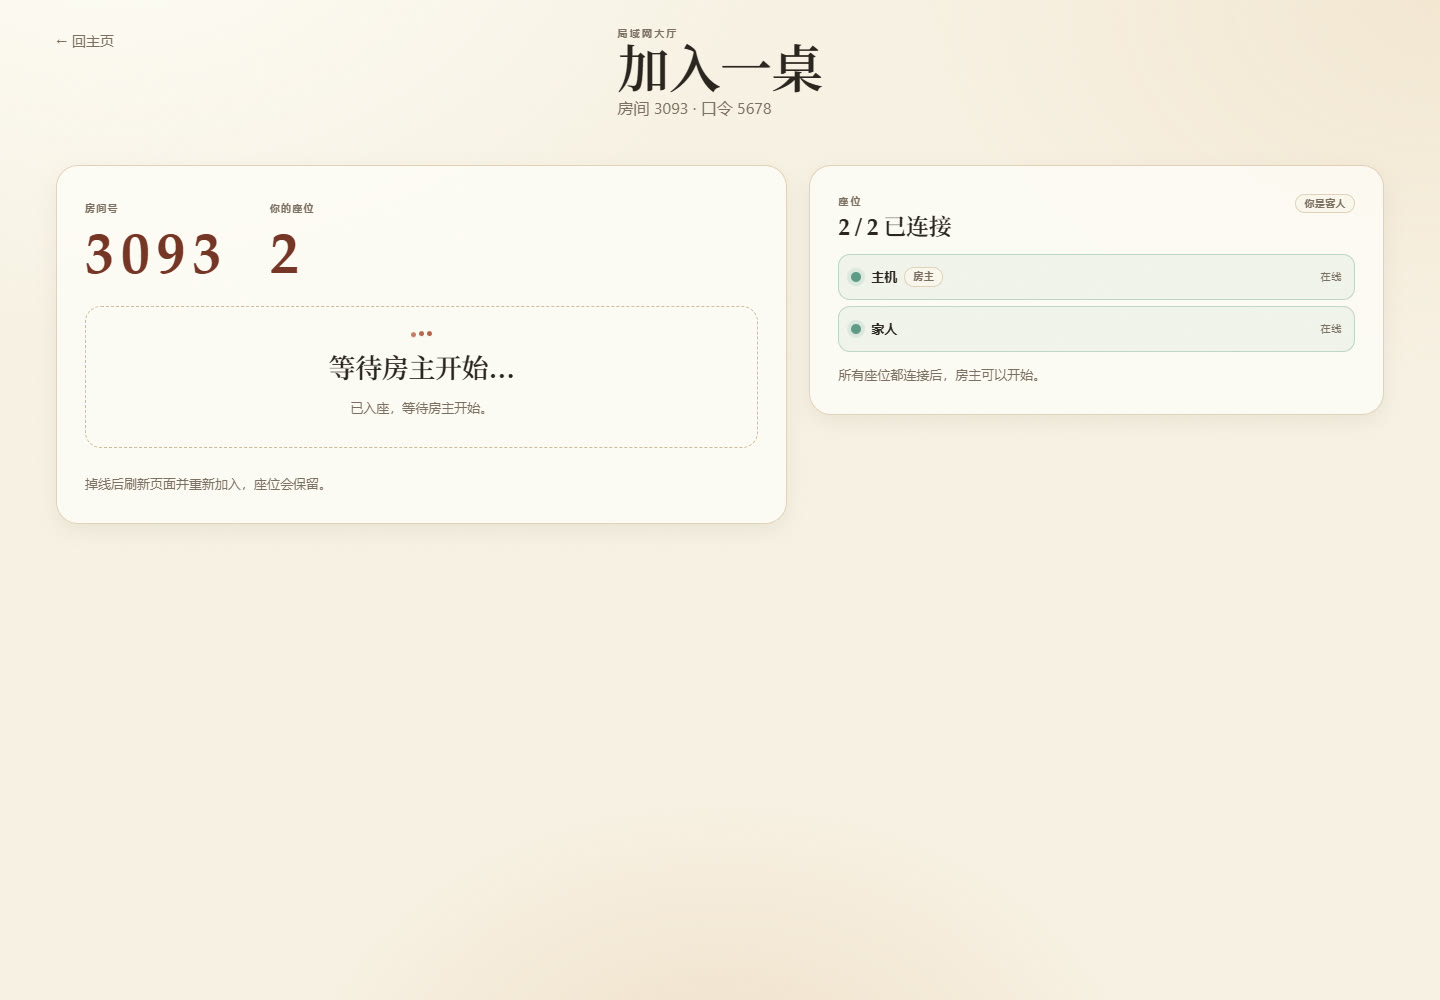 ← 回主页
局域网大厅
加入一桌
房间 3093 · 口令 5678
房间号
3093
你的座位
2
等待房主开始...
已入座，等待房主开始。
掉线后刷新页面并重新加入，座位会保留。
座位
你是客人
2 / 2 已连接
主机 房主 在线
家人 在线
所有座位都连接后，房主可以开始。